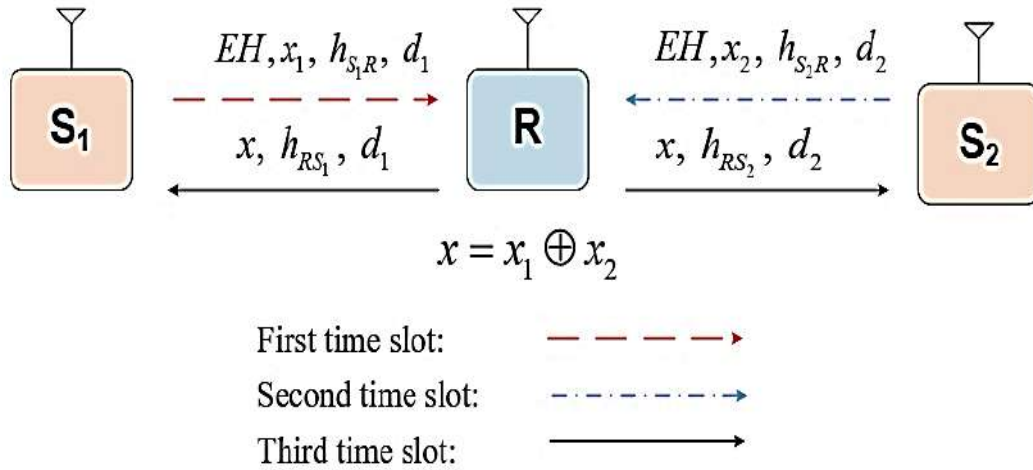 EH, x₁, h_{S₁R}, d₁
EH, x₂, h_{S₂R}, d₂
S₁
R
S₂
x, h_{RS₁}, d₁
x, h_{RS₂}, d₂
x = x₁ ⊕ x₂
First time slot:
Second time slot:
Third time slot: